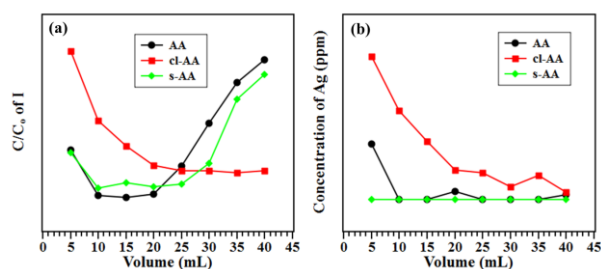 (a)
AA
cl-AA
s-AA
C/Co of I
0 5 10 15 20 25 30 35 40 45
Volume (mL)
(b)
AA
cl-AA
s-AA
Concentration of Ag (ppm)
0 5 10 15 20 25 30 35 40 45
Volume (mL)